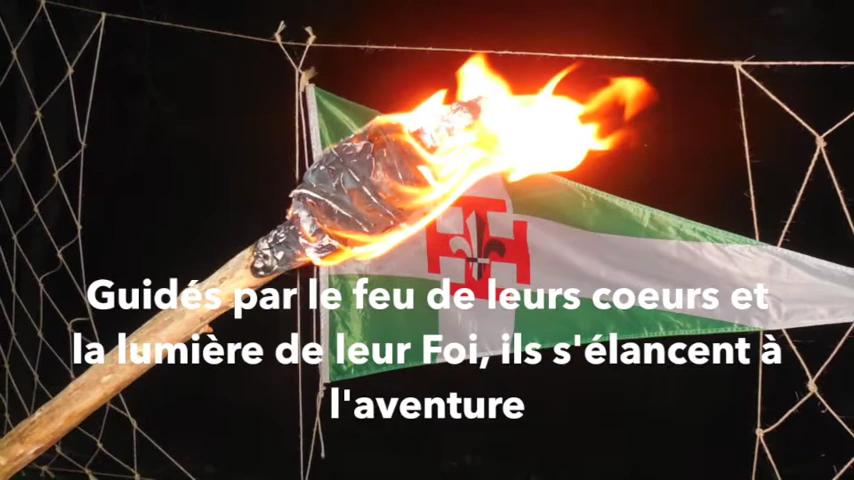 Guidés par le feu de leurs coeurs et
la lumière de leur Foi, ils s'élancent à
l'aventure